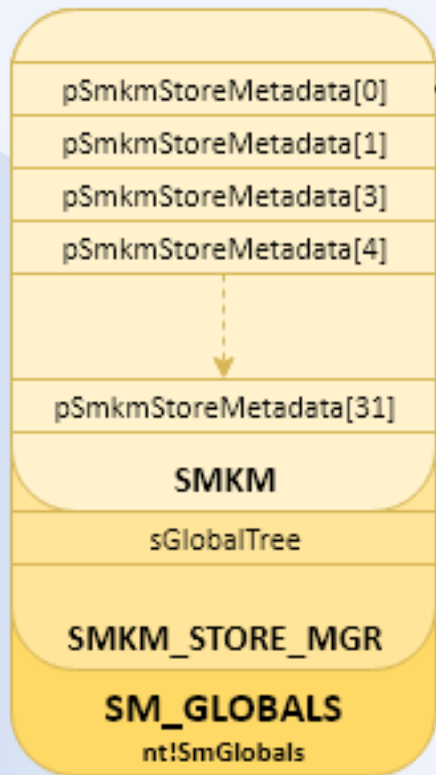 pSmkmStoreMetadata[0]
pSmkmStoreMetadata[1]
pSmkmStoreMetadata[3]
pSmkmStoreMetadata[4]
pSmkmStoreMetadata[31]
SMKM
sGlobalTree
SMKM_STORE_MGR
SM_GLOBALS
nt!SmGlobals